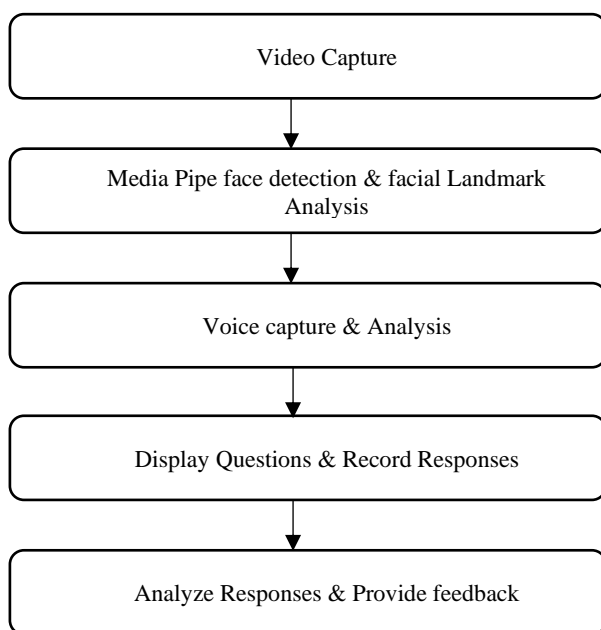 Video Capture
Media Pipe face detection & facial Landmark
Analysis
Voice capture & Analysis
Display Questions & Record Responses
Analyze Responses & Provide feedback